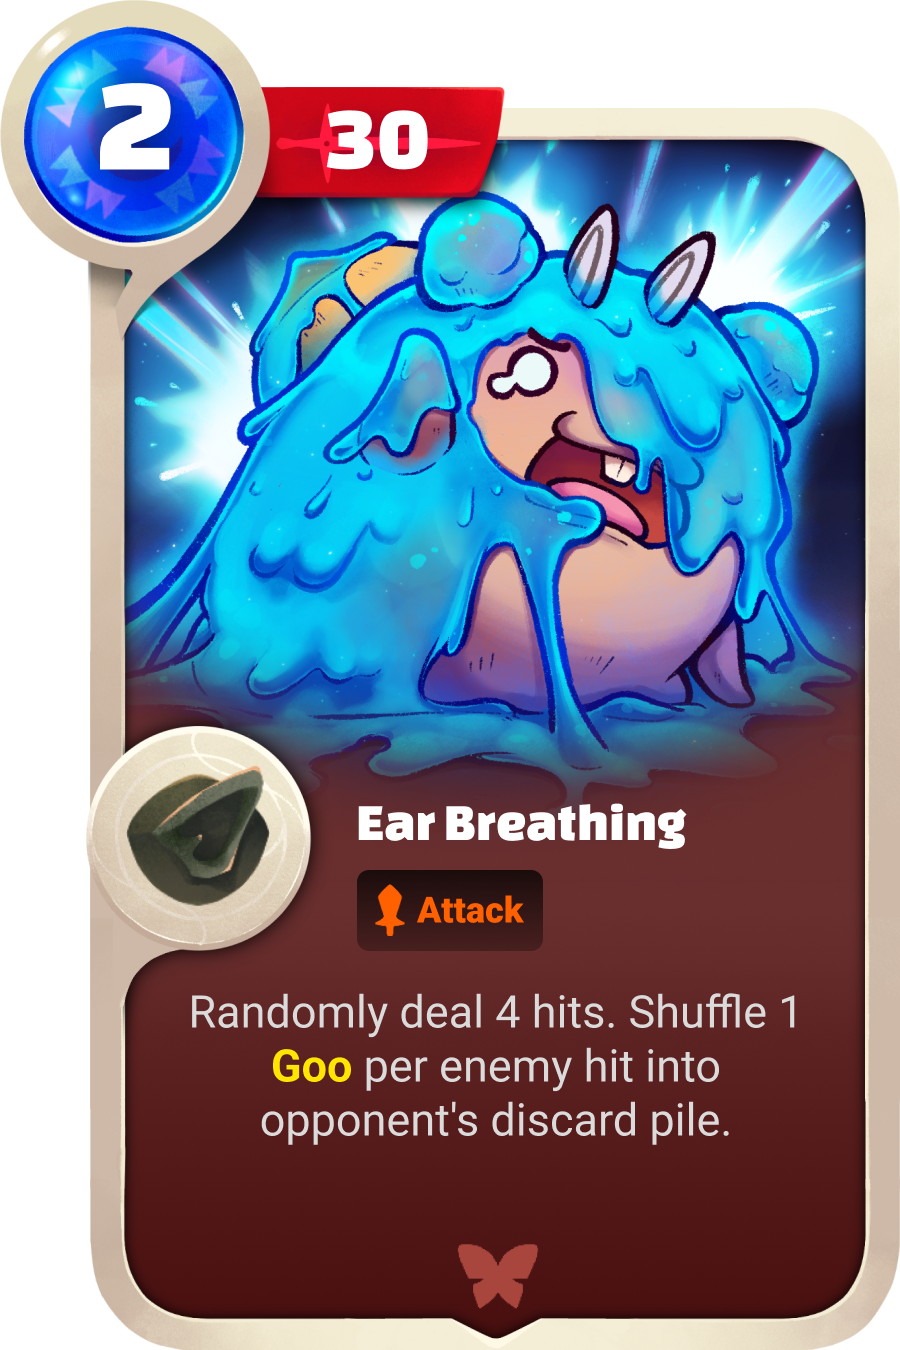 2
30
Ear Breathing
Attack
Randomly deal 4 hits. Shuffle 1
Goo per enemy hit into
opponent's discard pile.